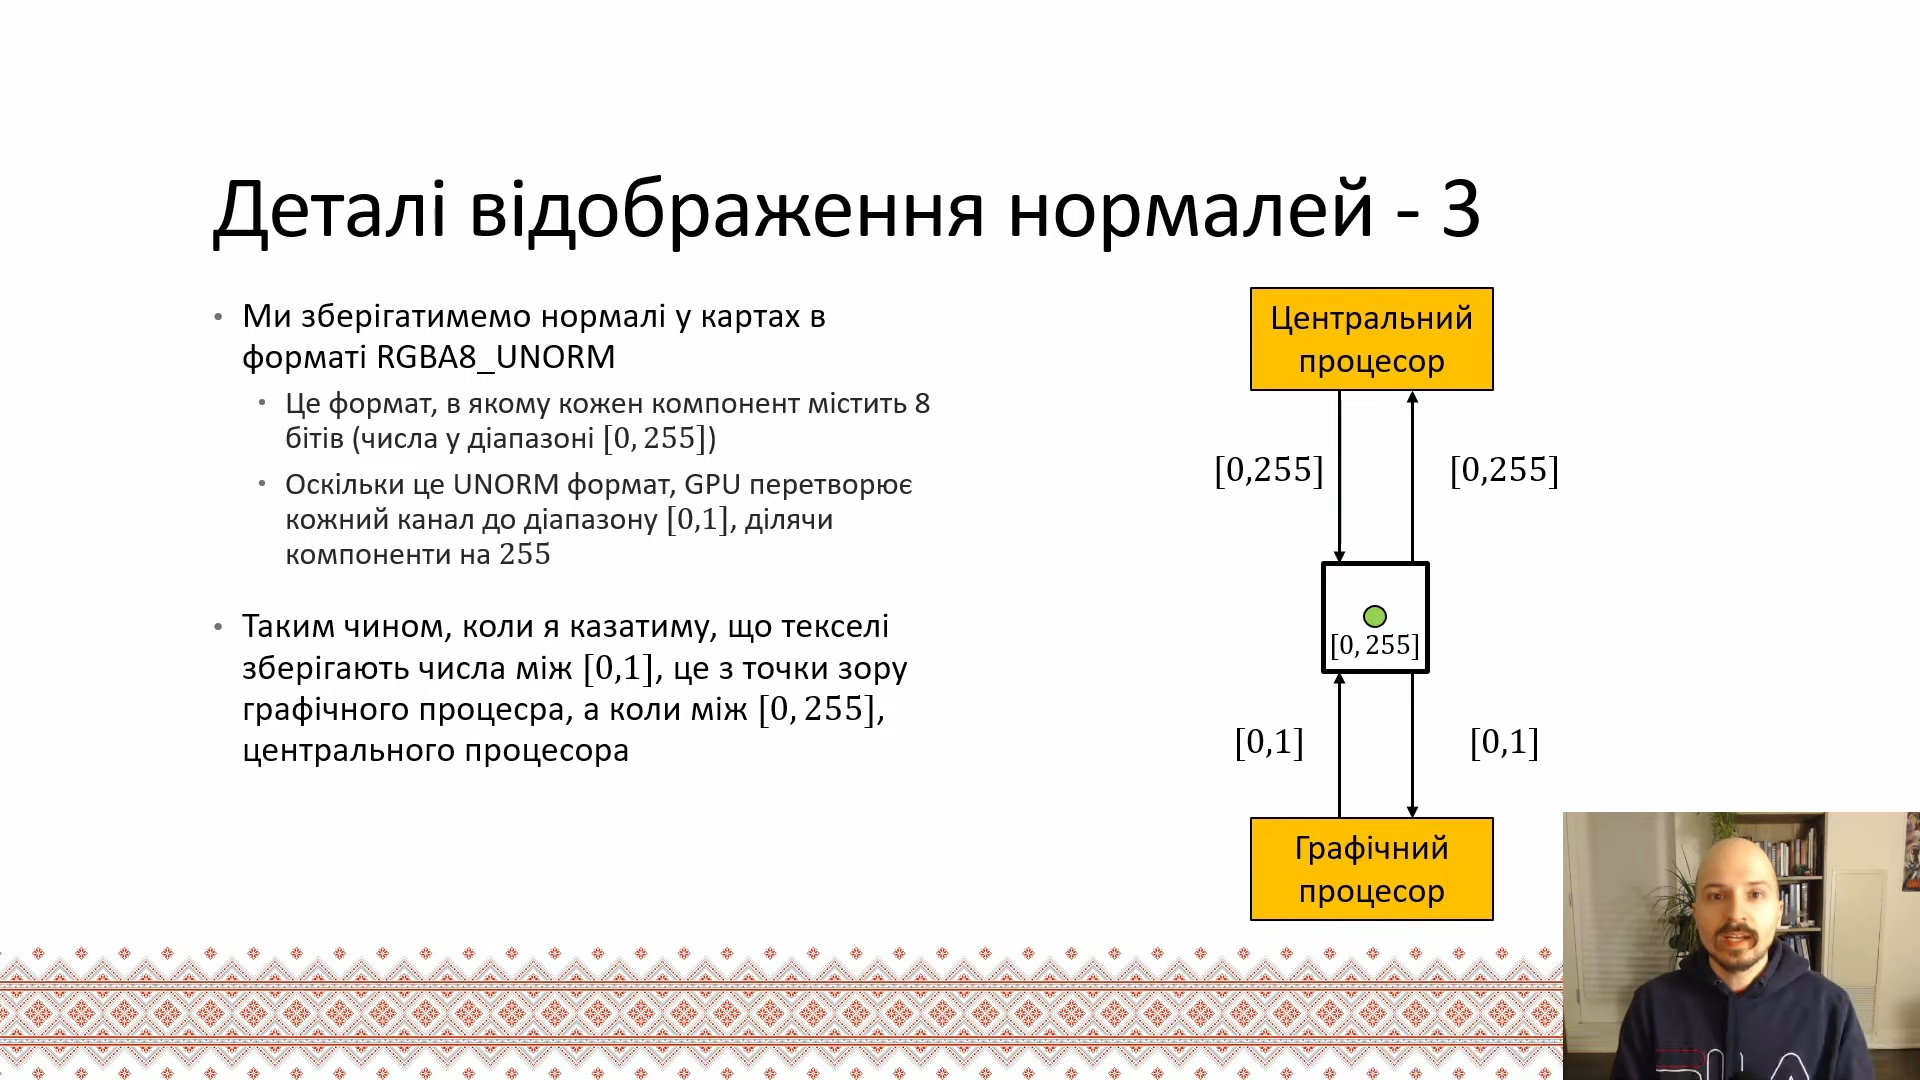 Деталі відображення нормалей - 3
• Ми зберігатимемо нормалі у картах в
форматі RGBA8_UNORM
• Це формат, в якому кожен компонент містить 8
бітів (числа у діапазоні [0, 255])
• Оскільки це UNORM формат, GPU перетворює
кожний канал до діапазону [0,1], ділячи
компоненти на 255
• Таким чином, коли я казатиму, що текселі
зберігають числа між [0,1], це з точки зору
графічного процесра, а коли між [0, 255],
центрального процесора
Центральний
процесор
[0,255]
[0,255]
[0, 255]
[0,1]
[0,1]
Графічний
процесор